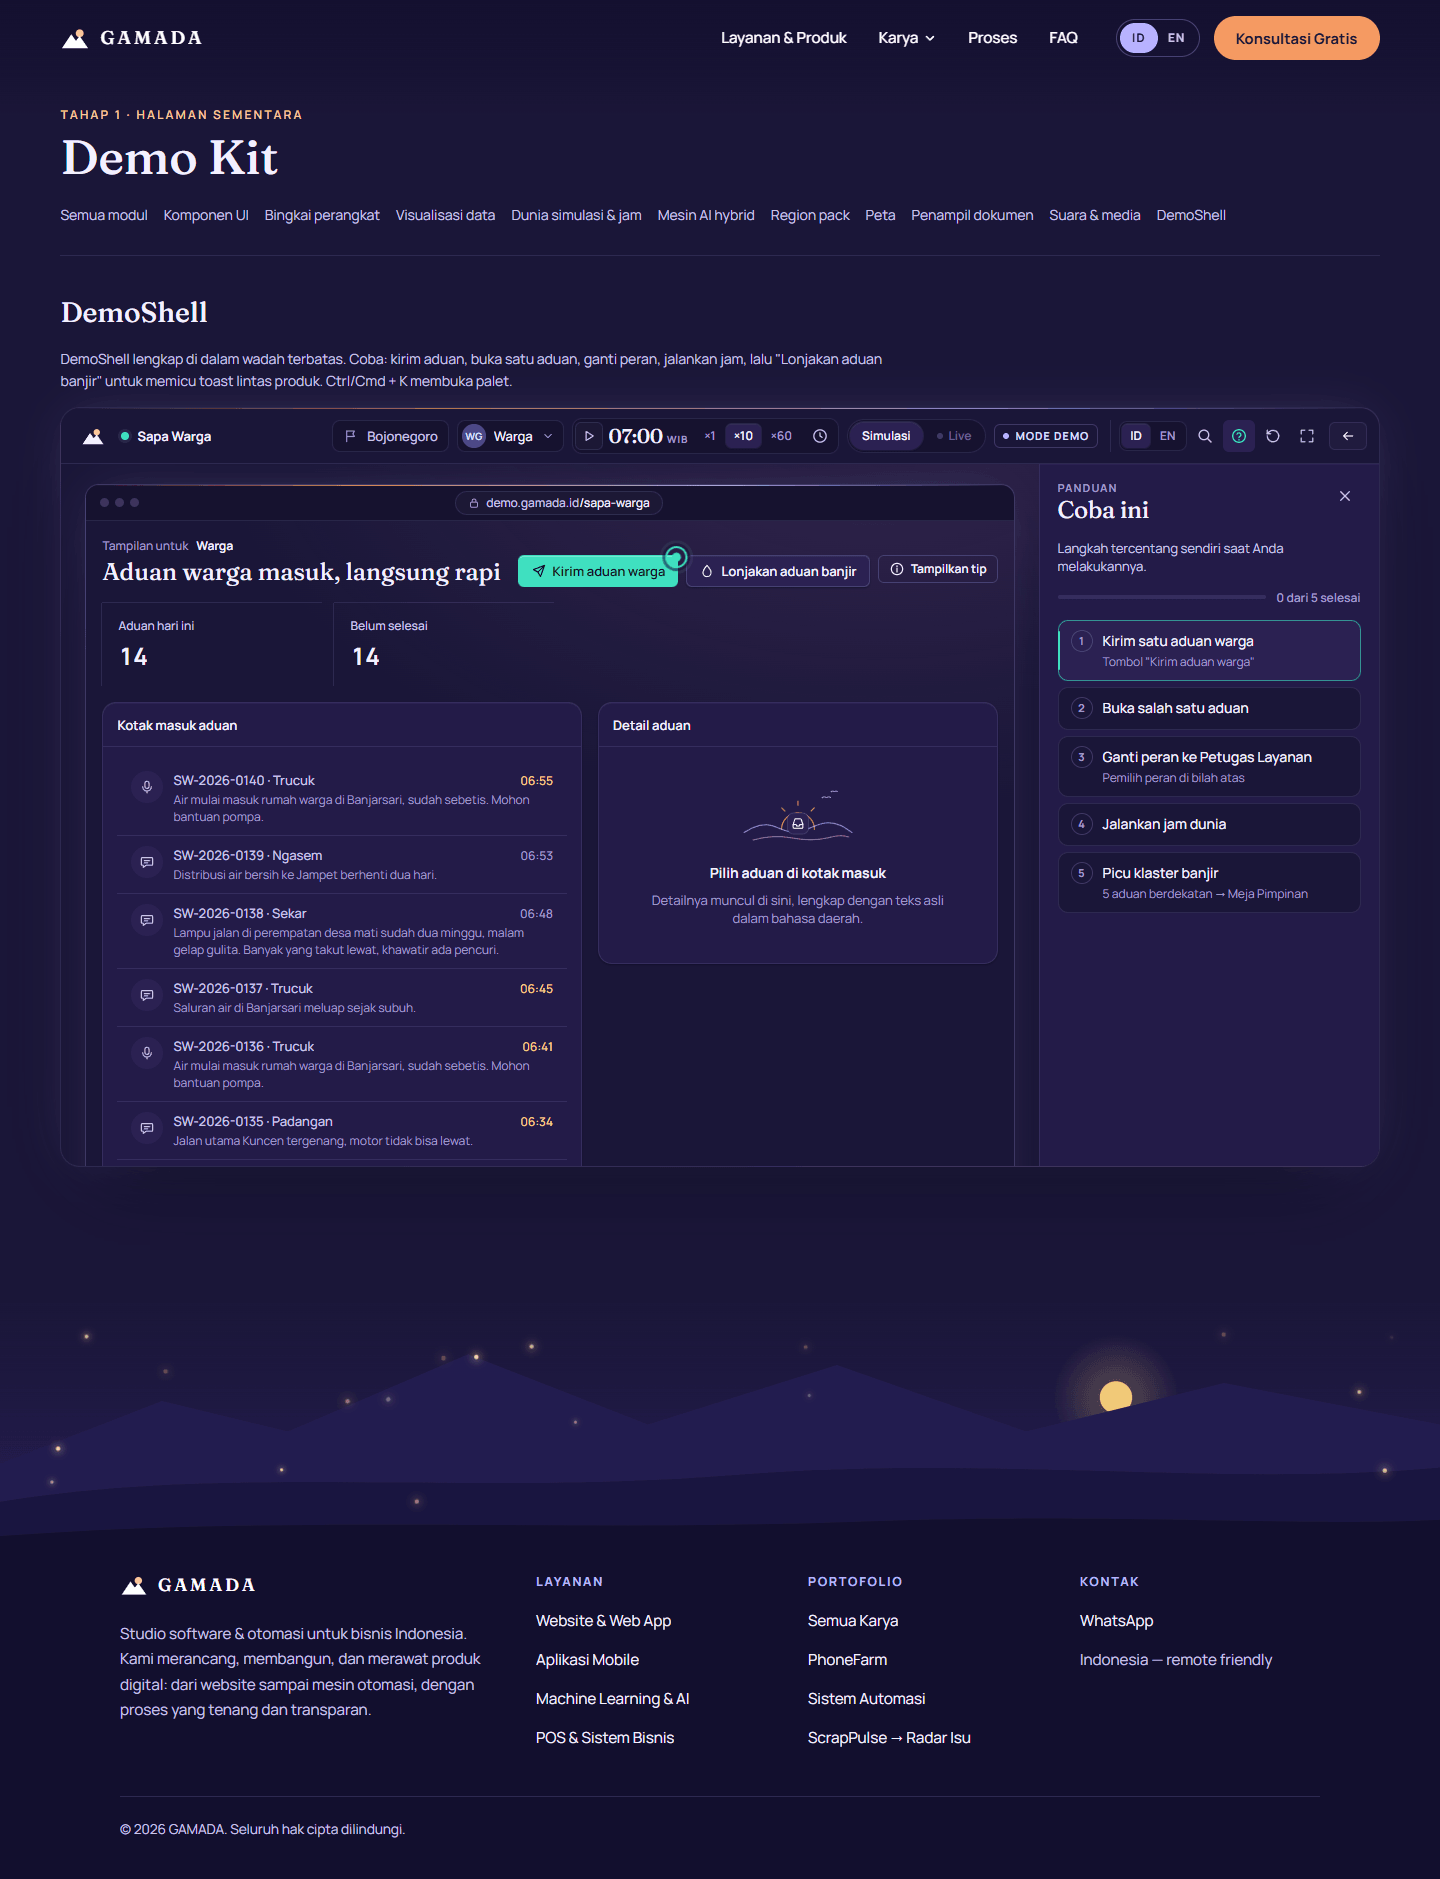 GAMADA
Layanan & Produk
Karya
Proses
FAQ
ID
EN
Konsultasi Gratis
TAHAP 1 · HALAMAN SEMENTARA
Demo Kit
Semua modul
Komponen UI
Bingkai perangkat
Visualisasi data
Dunia simulasi & jam
Mesin AI hybrid
Region pack
Peta
Penampil dokumen
Suara & media
DemoShell
DemoShell
DemoShell lengkap di dalam wadah terbatas. Coba: kirim aduan, buka satu aduan, ganti peran, jalankan jam, lalu "Lonjakan aduan
banjir" untuk memicu toast lintas produk. Ctrl/Cmd + K membuka palet.
Sapa Warga
Bojonegoro
WG
Warga
07:00 WIB
×1
×10
×60
Simulasi
Live
MODE DEMO
ID
EN
demo.gamada.id/sapa-warga
Tampilan untuk Warga
Aduan warga masuk, langsung rapi
Kirim aduan warga
Lonjakan aduan banjir
Tampilkan tip
Aduan hari ini
14
Belum selesai
14
Kotak masuk aduan
SW-2026-0140 · Trucuk
06:55
Air mulai masuk rumah warga di Banjarsari, sudah sebetis. Mohon
bantuan pompa.
SW-2026-0139 · Ngasem
06:53
Distribusi air bersih ke Jampet berhenti dua hari.
SW-2026-0138 · Sekar
06:48
Lampu jalan di perempatan desa mati sudah dua minggu, malam
gelap gulita. Banyak yang takut lewat, khawatir ada pencuri.
SW-2026-0137 · Trucuk
06:45
Saluran air di Banjarsari meluap sejak subuh.
SW-2026-0136 · Trucuk
06:41
Air mulai masuk rumah warga di Banjarsari, sudah sebetis. Mohon
bantuan pompa.
SW-2026-0135 · Padangan
06:34
Jalan utama Kuncen tergenang, motor tidak bisa lewat.
Detail aduan
Pilih aduan di kotak masuk
Detailnya muncul di sini, lengkap dengan teks asli
dalam bahasa daerah.
PANDUAN
Coba ini
Langkah tercentang sendiri saat Anda
melakukannya.
0 dari 5 selesai
1
Kirim satu aduan warga
Tombol "Kirim aduan warga"
2
Buka salah satu aduan
3
Ganti peran ke Petugas Layanan
Pemilih peran di bilah atas
4
Jalankan jam dunia
5
Picu klaster banjir
5 aduan berdekatan → Meja Pimpinan
GAMADA
Studio software & otomasi untuk bisnis Indonesia.
Kami merancang, membangun, dan merawat produk
digital: dari website sampai mesin otomasi, dengan
proses yang tenang dan transparan.
LAYANAN
Website & Web App
Aplikasi Mobile
Machine Learning & AI
POS & Sistem Bisnis
PORTOFOLIO
Semua Karya
PhoneFarm
Sistem Automasi
ScrapPulse → Radar Isu
KONTAK
WhatsApp
Indonesia — remote friendly
© 2026 GAMADA. Seluruh hak cipta dilindungi.